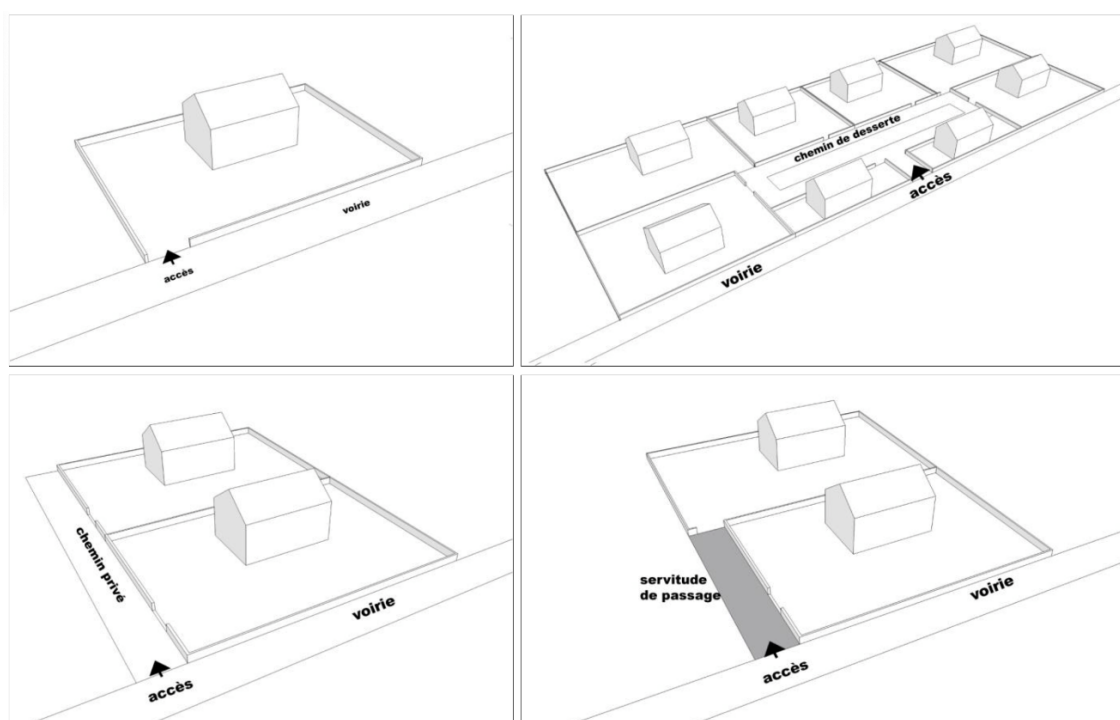 voirie
accès
chemin de desserte
accès
voirie
chemin privé
voirie
accès
servitude
de passage
voirie
accès